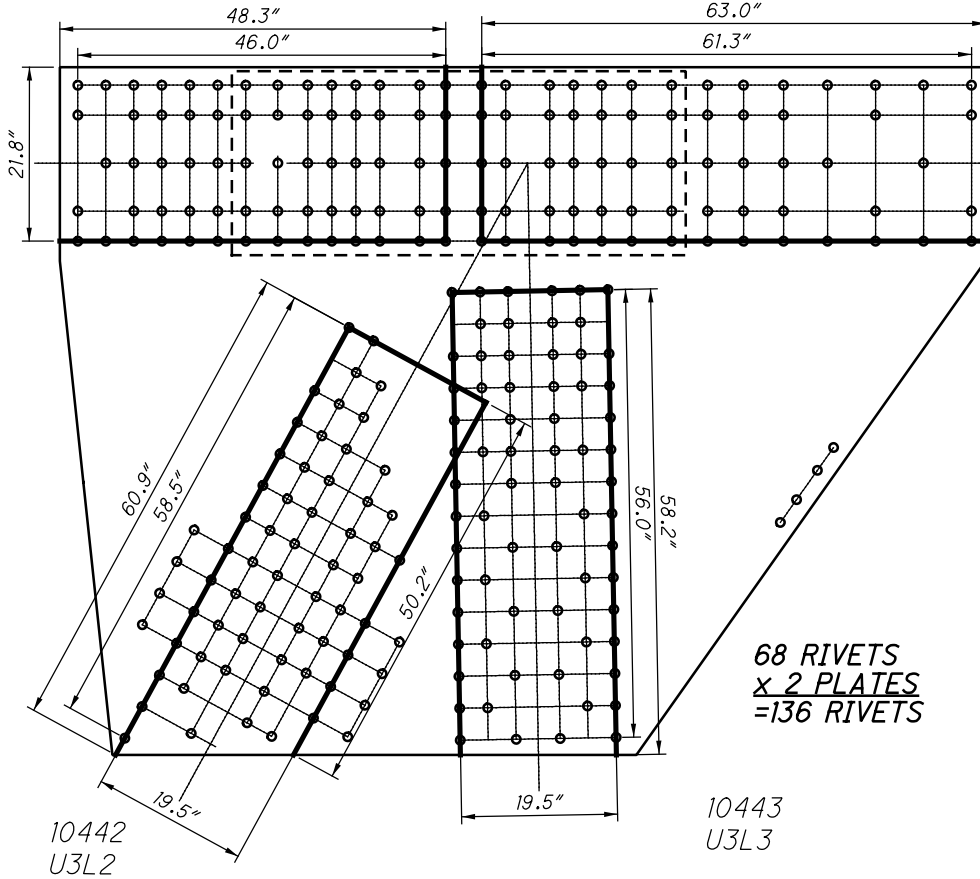 48.3"
63.0"
46.0"
61.3"
21.8"
60.9"
58.5"
50.2"
56.0"
58.2"
68 RIVETS
x 2 PLATES
=136 RIVETS
19.5"
19.5"
10442
U3L2
10443
U3L3